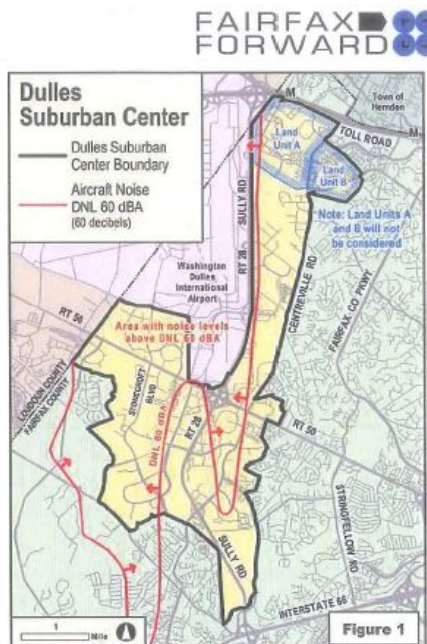 FAIRFAX
FORWARD
Dulles
Suburban Center
Dulles Suburban
Center Boundary
Aircraft Noise
DNL 60 dBA
(60 decibels)
M
Town of
Herndon
TOLL ROAD
M
Land
Unit A
Land
Unit B
Note: Land Units A
and B will not
be considered
SULLY RD
RT 28
Washington
Dulles
International
Airport
CENTREVILLE RD
FAIRFAX CO PKWY
RT 50
Area with noise levels
above DNL 60 dBA
LOUDOUN COUNTY
FAIRFAX COUNTY
STONECROFT
BLVD
DNL 60 dBA
RT 28
RT 50
STRINGFELLOW RD
SULLY RD
INTERSTATE 66
1
Mile
Figure 1